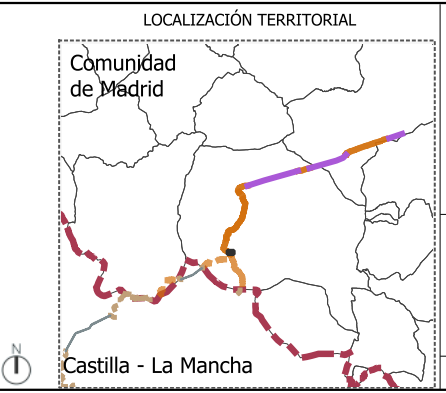 LOCALIZACIÓN TERRITORIAL
Comunidad
de Madrid
N
Castilla - La Mancha